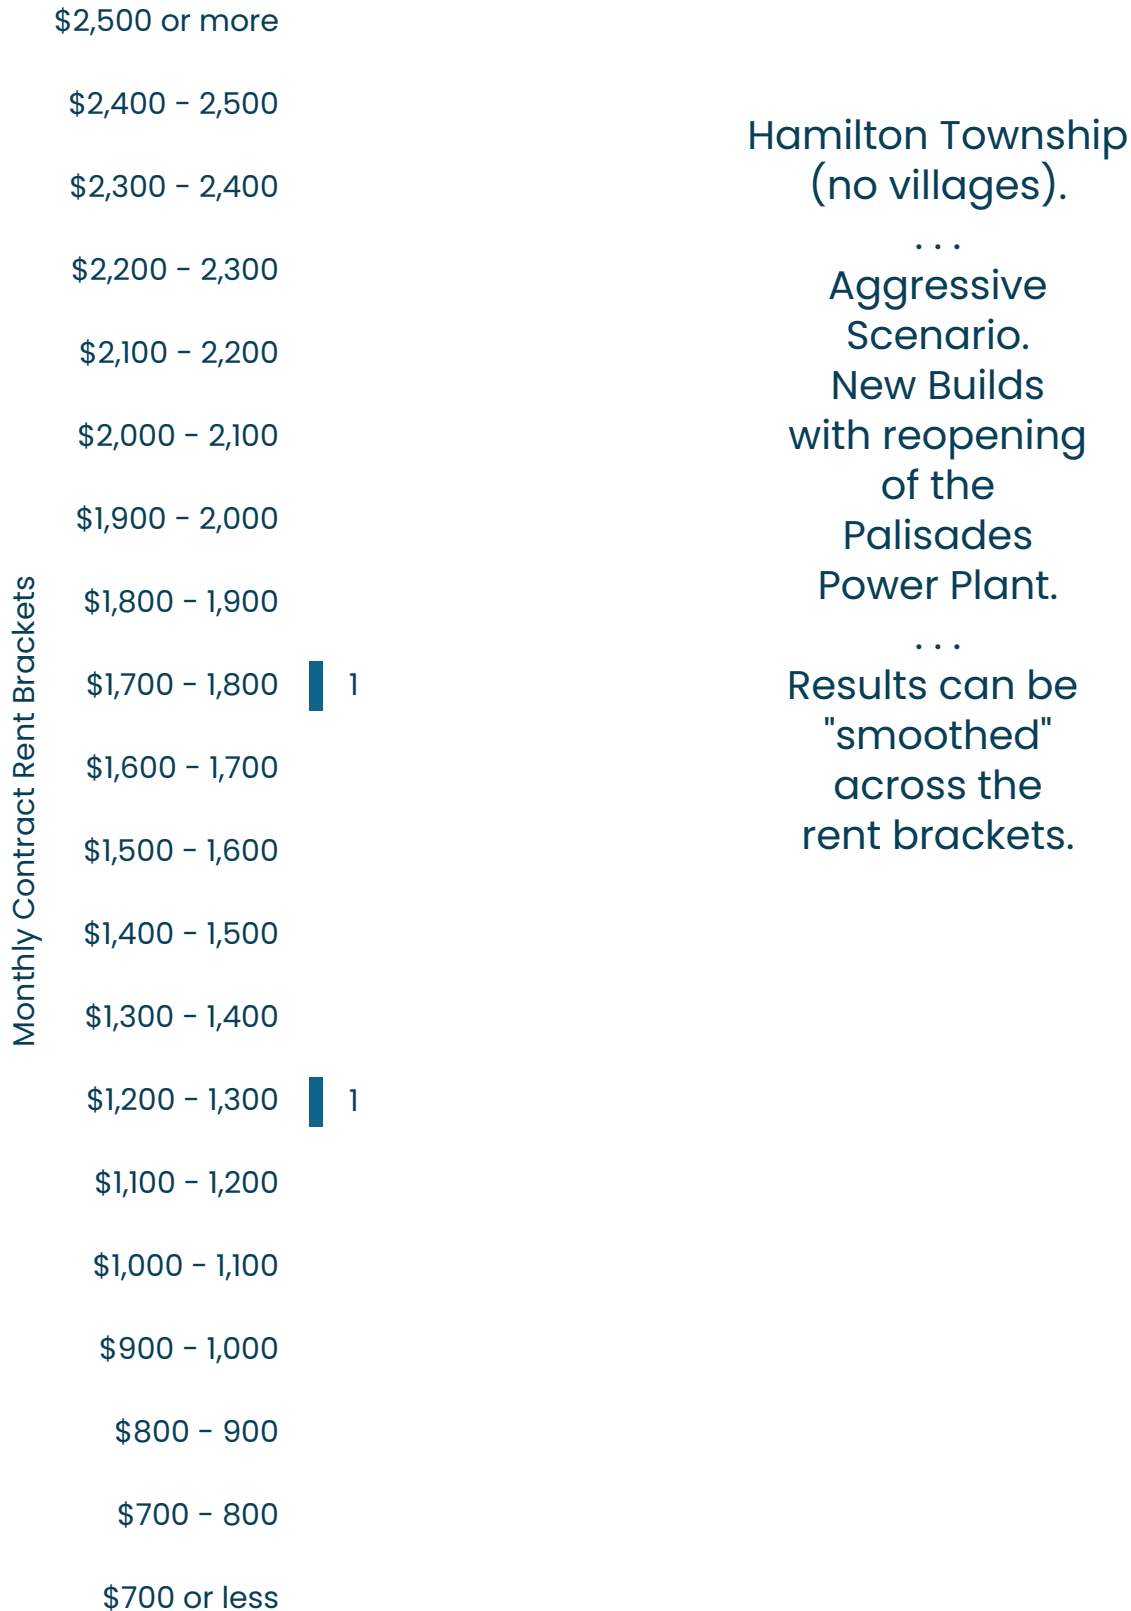 $2,500 or more
$2,400 - 2,500
$2,300 - 2,400
$2,200 - 2,300
$2,100 - 2,200
$2,000 - 2,100
$1,900 - 2,000
$1,800 - 1,900
$1,700 - 1,800 1
$1,600 - 1,700
$1,500 - 1,600
$1,400 - 1,500
$1,300 - 1,400
$1,200 - 1,300 1
$1,100 - 1,200
$1,000 - 1,100
$900 - 1,000
$800 - 900
$700 - 800
$700 or less
Monthly Contract Rent Brackets
Hamilton Township
(no villages).
. . .
Aggressive
Scenario.
New Builds
with reopening
of the
Palisades
Power Plant.
. . .
Results can be
"smoothed"
across the
rent brackets.